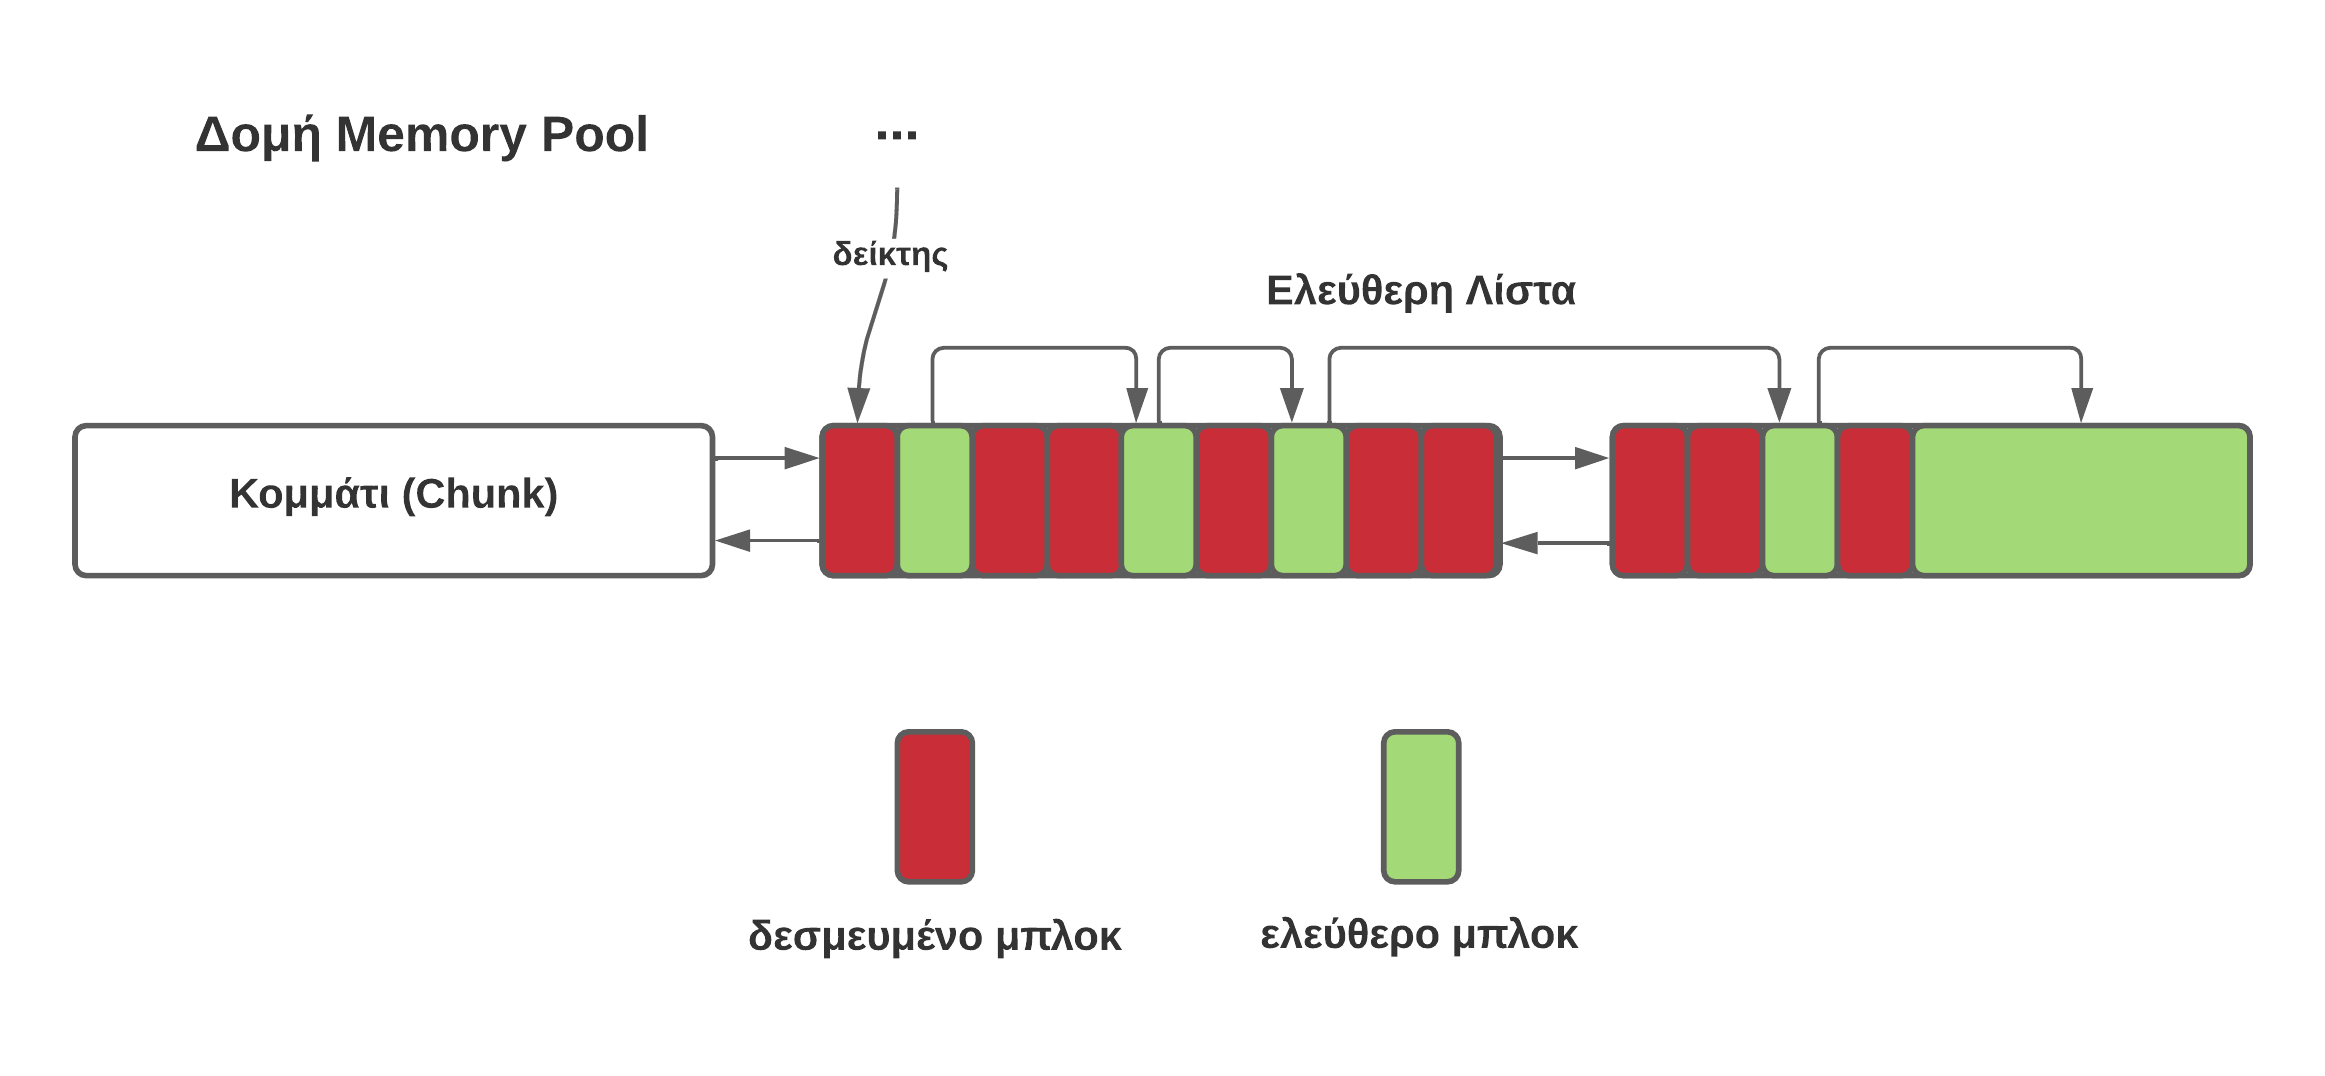 Δομή Memory Pool
...
δείκτης
Ελεύθερη Λίστα
Κομμάτι (Chunk)
δεσμευμένο μπλοκ
ελεύθερο μπλοκ